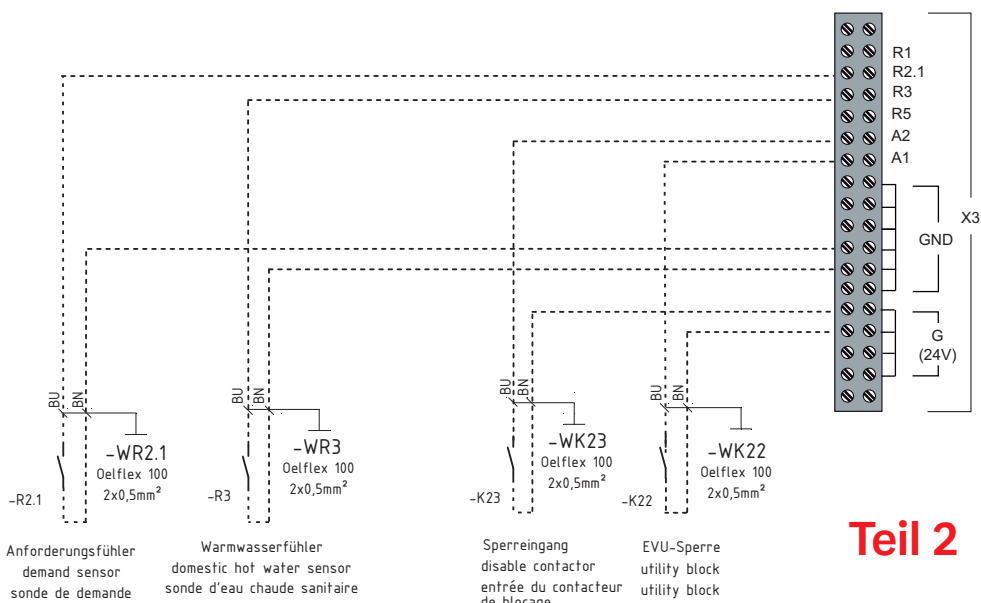 R1
R2.1
R3
R5
A2
A1
X3
GND
G
(24V)
BU
BN
BU
BN
BU
BN
BU
BN
-WR2.1
Oelflex 100
2x0,5mm²
-R2.1
-WR3
Oelflex 100
2x0,5mm²
-R3
-WK23
Oelflex 100
2x0,5mm²
-K23
-WK22
Oelflex 100
2x0,5mm²
-K22
Anforderungsfühler
demand sensor
sonde de demande
Warmwasserfühler
domestic hot water sensor
sonde d'eau chaude sanitaire
Sperreingang
disable contactor
entrée du contacteur
de blocage
EVU-Sperre
utility block
utility block
Teil 2